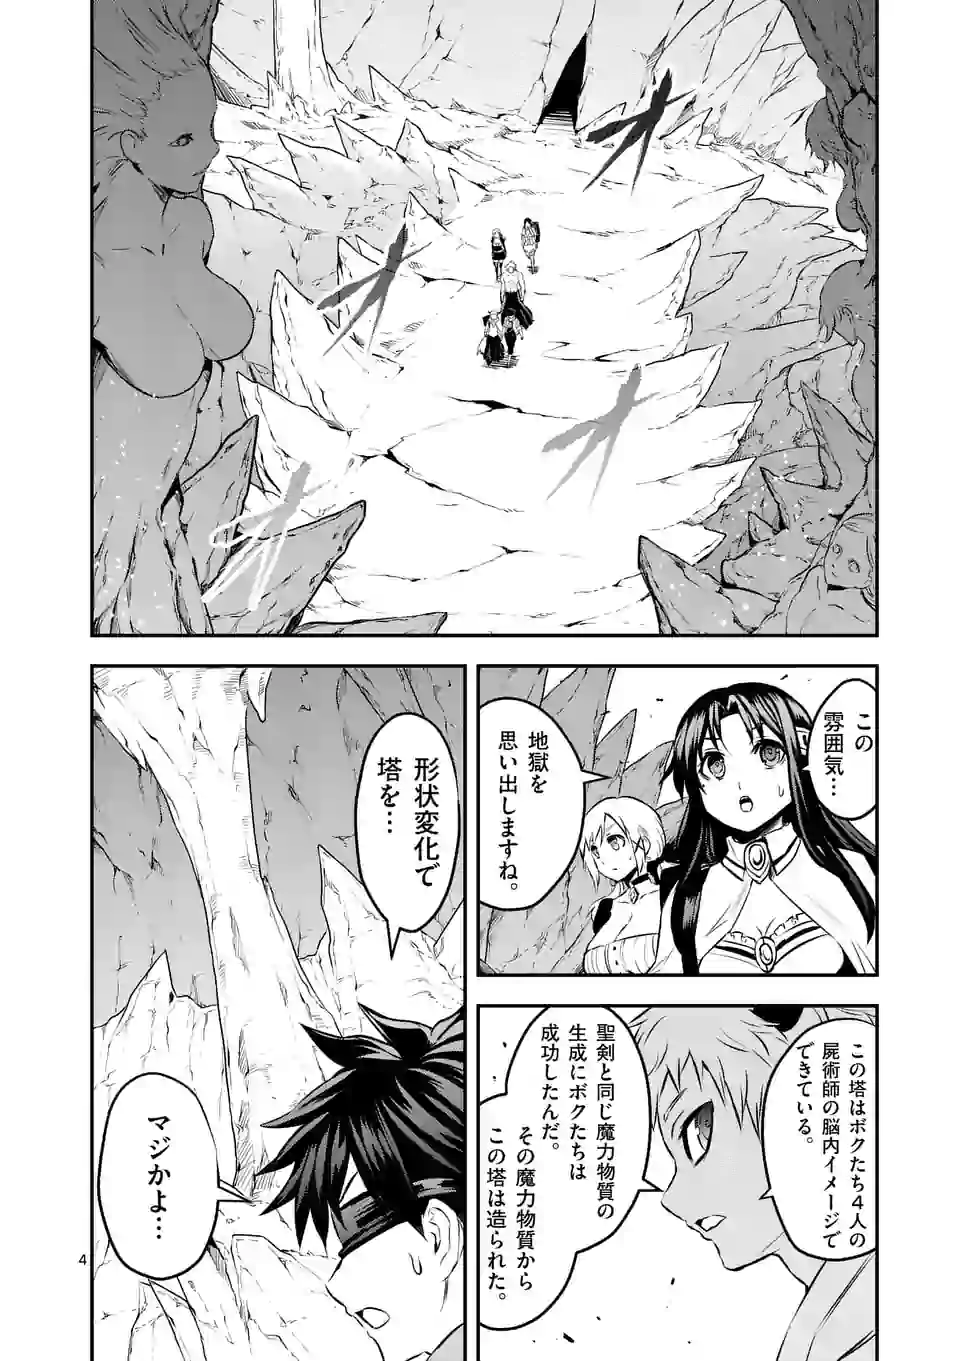 オ
オ
オ
オ
この
雰囲気…
地獄を
思い出しますね。
この塔はボクたち4人の
屍術師の脳内イメージで
できている。
聖剣と同じ魔力物質の
生成にボクたちは
成功したんだ。
その魔力物質から
この塔は造られた。
形状変化で
塔を…
マジかよ…
4